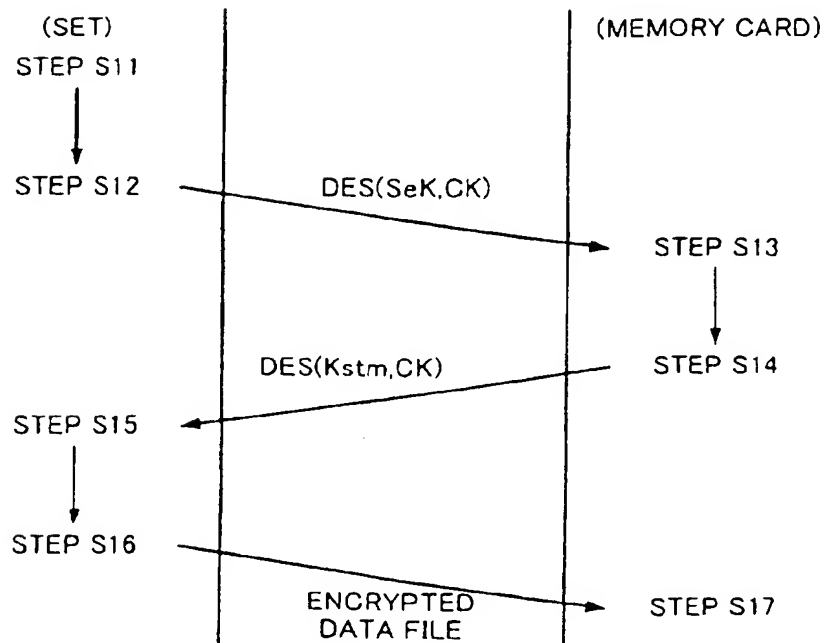 (SET)
(MEMORY CARD)
STEP S11
STEP S12
DES(SeK,CK)
STEP S13
DES(Kstm,CK)
STEP S14
STEP S15
STEP S16
ENCRYPTED
DATA FILE
STEP S17